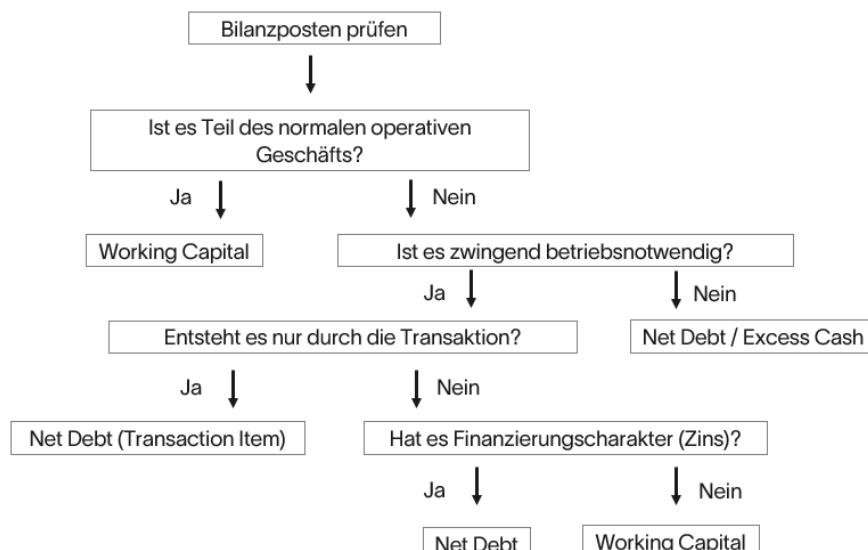 Bilanzposten prüfen
Ist es Teil des normalen operativen
Geschäfts?
Ja
Nein
Working Capital
Ist es zwingend betriebsnotwendig?
Ja
Nein
Entsteht es nur durch die Transaktion?
Net Debt / Excess Cash
Ja
Nein
Net Debt (Transaction Item)
Hat es Finanzierungscharakter (Zins)?
Ja
Nein
Net Debt
Working Capital